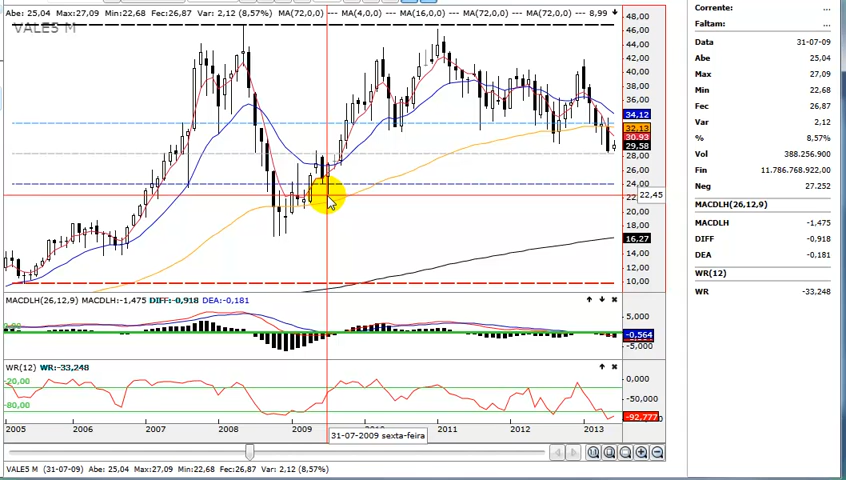 Abe: 25,04 Max:27,09 Min:22,68 Fec:26,87 Var: 2,12 (8,57%) MA(72,0,0) --- MA(4,0,0) --- MA(16,0,0) --- MA(72,0,0) --- MA(72,0,0) --- 8,99
VALE5 M
48,00
46,00
44,00
42,00
40,00
38,00
36,00
34,12
32,13
30,93
29,58
28,00
26,00
24,00
22,45
20,00
18,00
16,27
14,00
12,00
10,00
MACDLH(26,12,9) MACDLH:-1,475 DIFF:-0,918 DEA:-0,181
5,000
-0,564
-5,000
WR(12) WR:-33,248
-20,00
-80,00
0,000
-50,000
-92,777
2005 2006 2007 2008 2009 2010 2011 2012 2013
31-07-2009 sexta-feira
VALE5 M (31-07-09) Abe: 25,04 Max:27,09 Min:22,68 Fec:26,87 Var: 2,12 (8,57%)
Corrente: ...
Faltam: ...
Data 31-07-09
Abe 25,04
Max 27,09
Min 22,68
Fec 26,87
Var 2,12
% 8,57%
Vol 388.256.900
Fin 11.786.768.922
Neg 27.252
MACDLH(26,12,9)
MACDLH -1,475
DIFF -0,918
DEA -0,181
WR(12)
WR -33,248